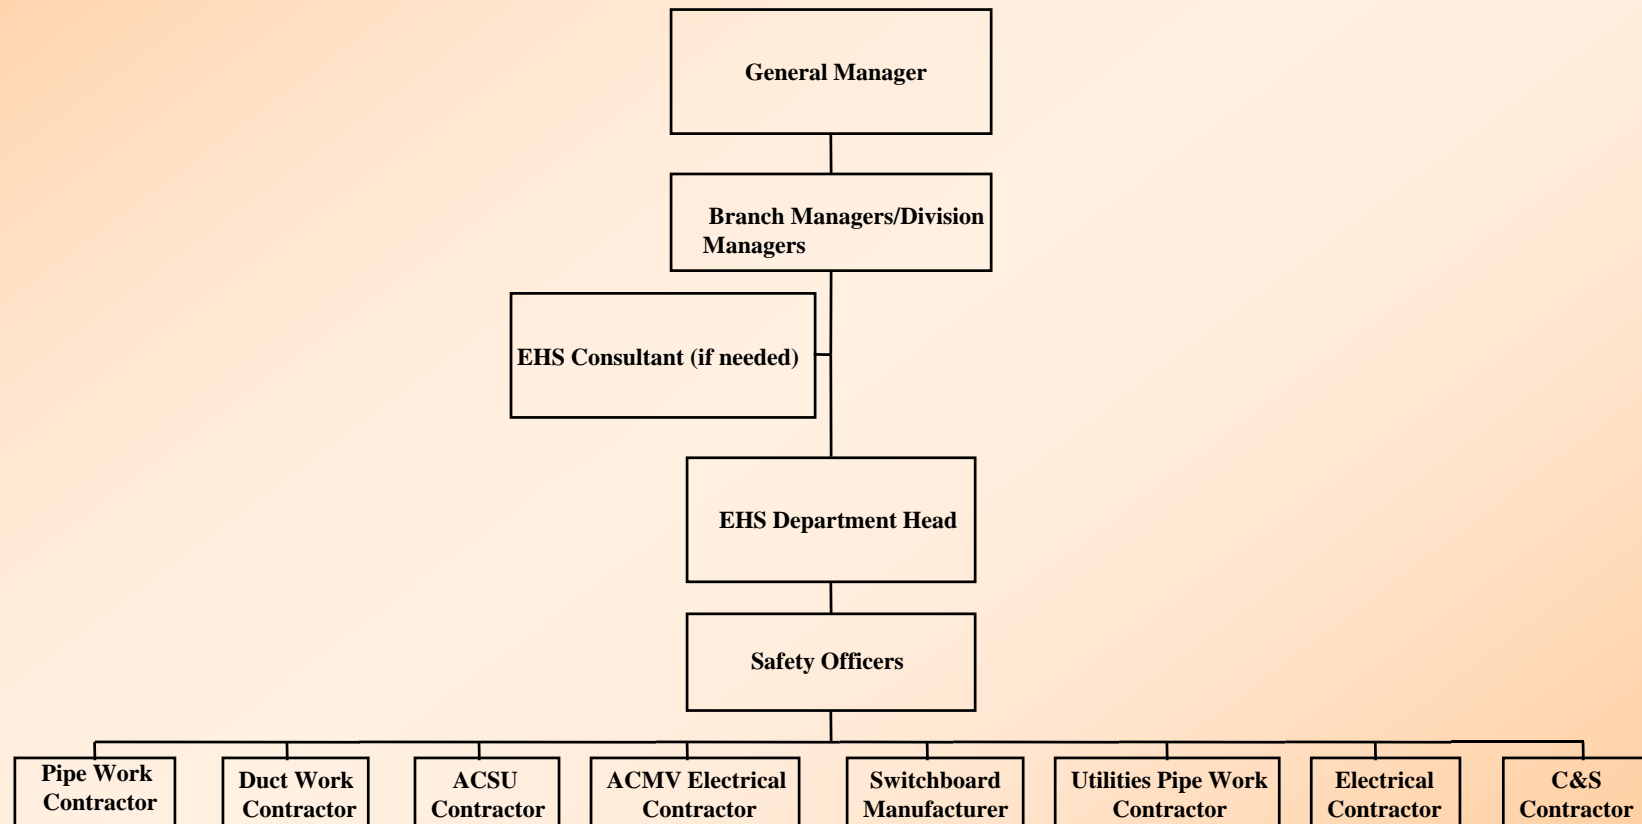 General Manager
Branch Managers/Division
Managers
EHS Consultant (if needed)
EHS Department Head
Safety Officers
Pipe Work
Contractor
Duct Work
Contractor
ACSU
Contractor
ACMV Electrical
Contractor
Switchboard
Manufacturer
Utilities Pipe Work
Contractor
Electrical
Contractor
C&S
Contractor